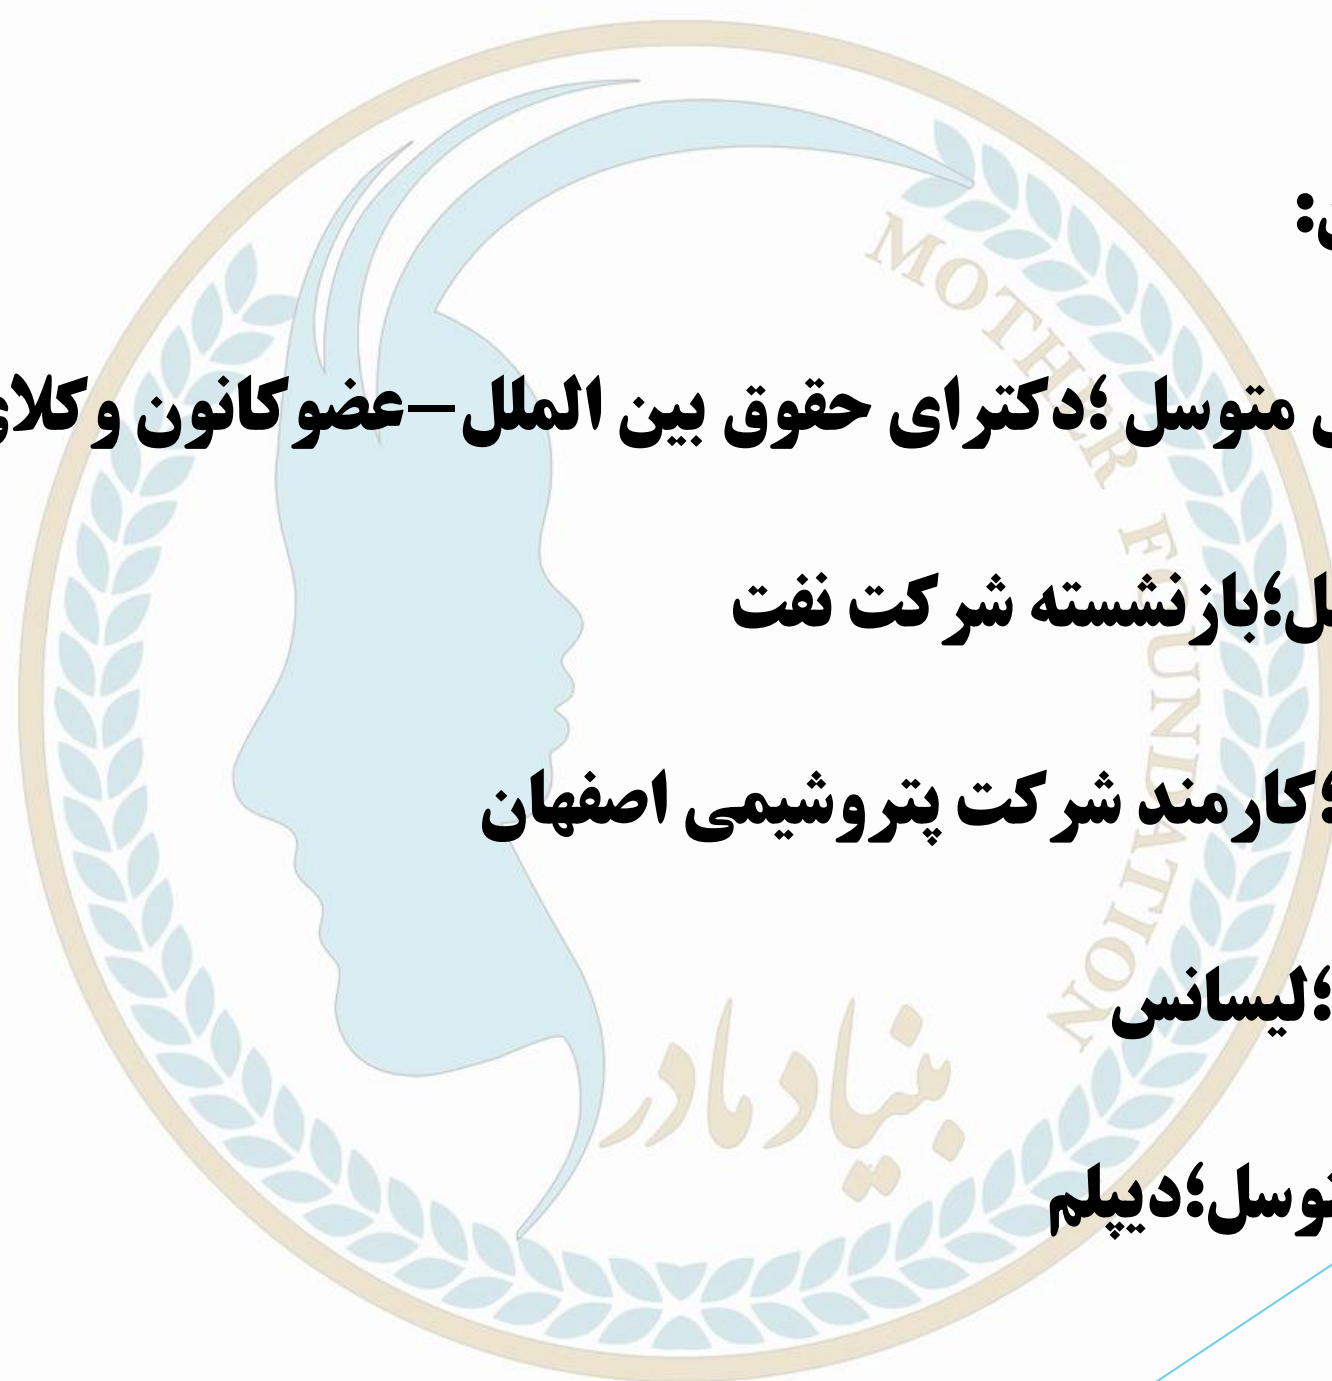 متوسل ؛دکترای حقوق بین الملل–عضو کانون وکلای
؛بازنشسته شرکت نفت
؛کارمند شرکت پتروشیمی اصفهان
؛لیسانس
؛دیپلم
MOTHER FOUNDATION
بنیاد مادر